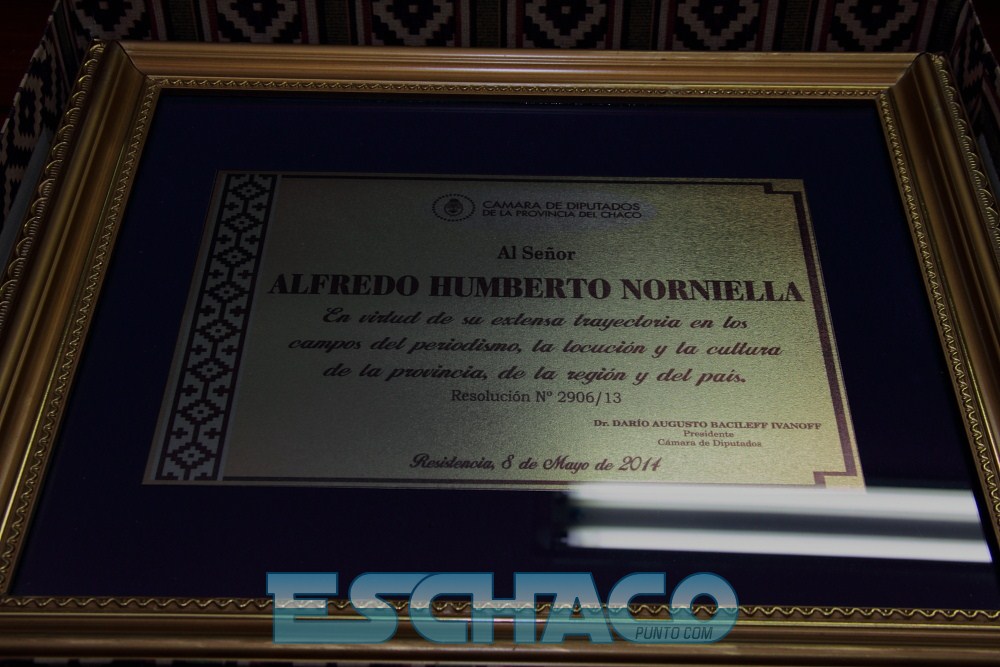 CAMARA DE DIPUTADOS
DE LA PROVINCIA DEL CHACO
Al Señor
ALFREDO HUMBERTO NORNIELLA
En virtud de su extensa trayectoria en los
campos del periodismo, la locución y la cultura
de la provincia, de la región y del país.
Resolución Nº 2906/13
Dr. DARÍO AUGUSTO BACILEFF IVANOFF
Presidente
Cámara de Diputados
Resistencia, 8 de Mayo de 2014
ESCHACO
PUNTO COM